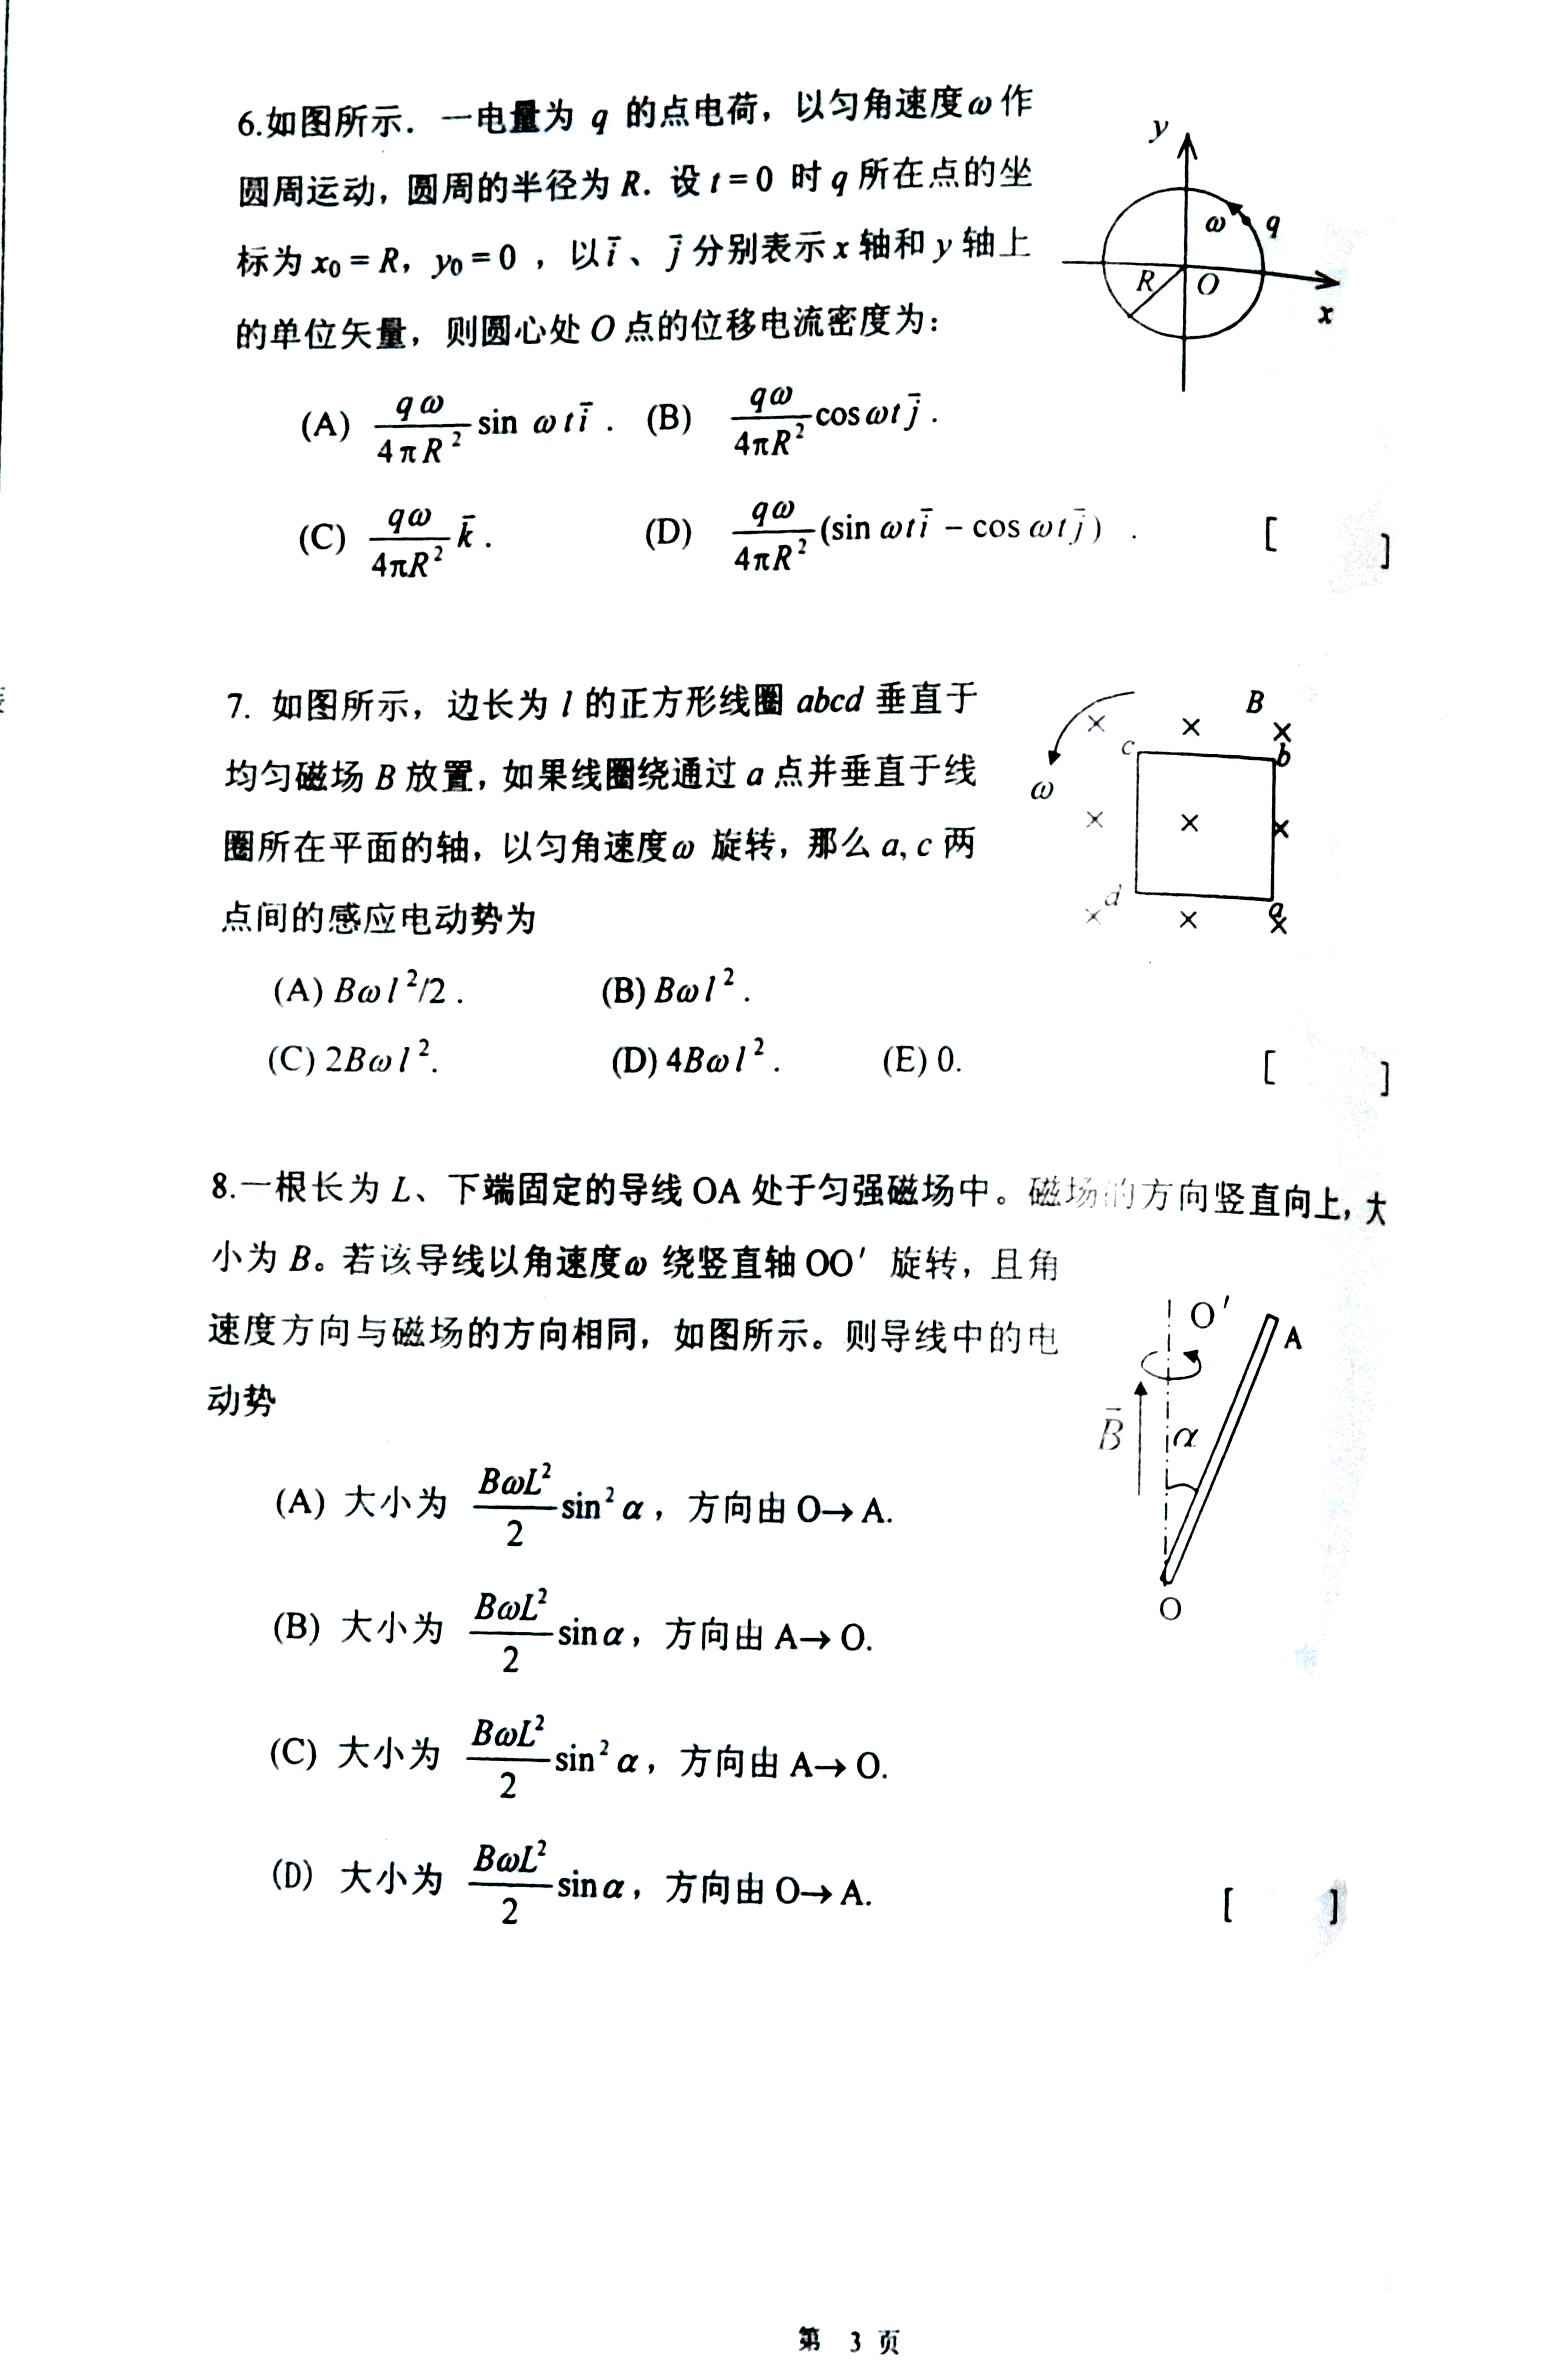 6.如图所示．一电量为 q 的点电荷，以匀角速度ω作
圆周运动，圆周的半径为 R．设 t = 0 时 q 所在点的坐
标为 x₀ = R，y₀ = 0 ，以 i̅、j̅ 分别表示 x 轴和 y 轴上
的单位矢量，则圆心处 O 点的位移电流密度为：
y
ω
q
R
O
x
(A) qω/4πR² sin ωt i̅ . (B) qω/4πR² cos ωt j̅ .
(C) qω/4πR² k̅ . (D) qω/4πR² (sin ωt i̅ − cos ωt j̅) . [ ]
7. 如图所示，边长为 l 的正方形线圈 abcd 垂直于
均匀磁场 B 放置，如果线圈绕通过 a 点并垂直于线
圈所在平面的轴，以匀角速度ω 旋转，那么 a, c 两
点间的感应电动势为
B
c
b
ω
d
a
(A) Bωl²/2 . (B) Bωl² .
(C) 2Bωl². (D) 4Bωl² . (E) 0. [ ]
8.一根长为 L、下端固定的导线 OA 处于匀强磁场中。磁场的方向竖直向上，大
小为 B。若该导线以角速度ω 绕竖直轴 OO′ 旋转，且角
速度方向与磁场的方向相同，如图所示。则导线中的电
动势
O′
A
B̅
α
O
(A) 大小为 BωL²/2 sin² α，方向由 O→ A.
(B) 大小为 BωL²/2 sin α，方向由 A→ O.
(C) 大小为 BωL²/2 sin² α，方向由 A→ O.
(D) 大小为 BωL²/2 sin α，方向由 O→ A. [ ]
第 3 页